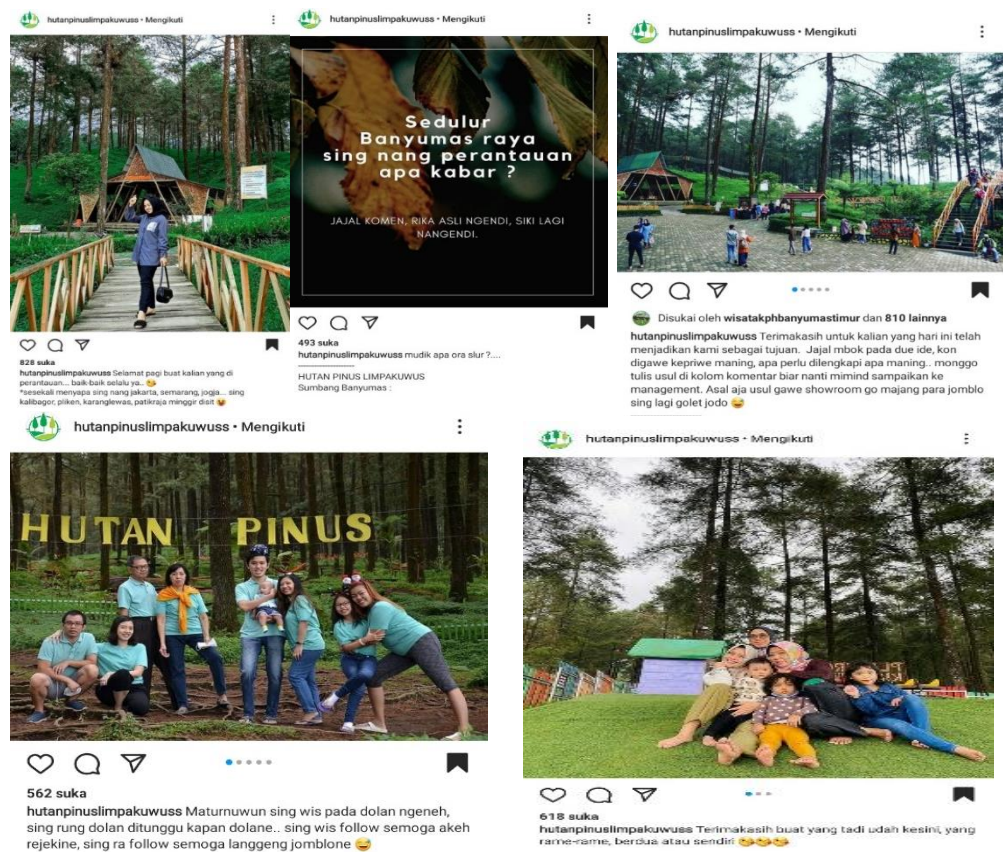 hutanpinuslimpakuwuss • Mengikuti
828 suka
hutanpinuslimpakuwuss Selamat pagi buat kalian yang di
perantauan... baik-baik selalu ya.. 😘
*sesekali menyapa sing nang jakarta, semarang, jogja... sing
kalibagor, pliken, karanglewas, patikraja minggir disit 😝
hutanpinuslimpakuwuss • Mengikuti
Sedulur
Banyumas raya
sing nang perantauan
apa kabar ?
JAJAL KOMEN, RIKA ASLI NGENDI, SIKI LAGI
NANGENDI.
493 suka
hutanpinuslimpakuwuss mudik apa ora slur ?....
HUTAN PINUS LIMPAKUWUS
Sumbang Banyumas :
hutanpinuslimpakuwuss • Mengikuti
Disukai oleh wisatakphbanyumastimur dan 810 lainnya
hutanpinuslimpakuwuss Terimakasih untuk kalian yang hari ini telah
menjadikan kami sebagai tujuan. Jajal mbok pada due ide, kon
digawe kepriwe maning, apa perlu dilengkapi apa maning.. monggo
tulis usul di kolom komentar biar nanti mimind sampaikan ke
management. Asal aja usul gawe showroom go majang para jomblo
sing lagi golet jodo 😅
hutanpinuslimpakuwuss • Mengikuti
HUTAN PINUS
562 suka
hutanpinuslimpakuwuss Maturnuwun sing wis pada dolan ngeneh,
sing rung dolan ditunggu kapan dolane.. sing wis follow semoga akeh
rejekine, sing ra follow semoga langgeng jomblone 😅
hutanpinuslimpakuwuss • Mengikuti
618 suka
hutanpinuslimpakuwuss Terimakasih buat yang tadi udah kesini, yang
rame-rame, berdua atau sendiri 😘😘😘